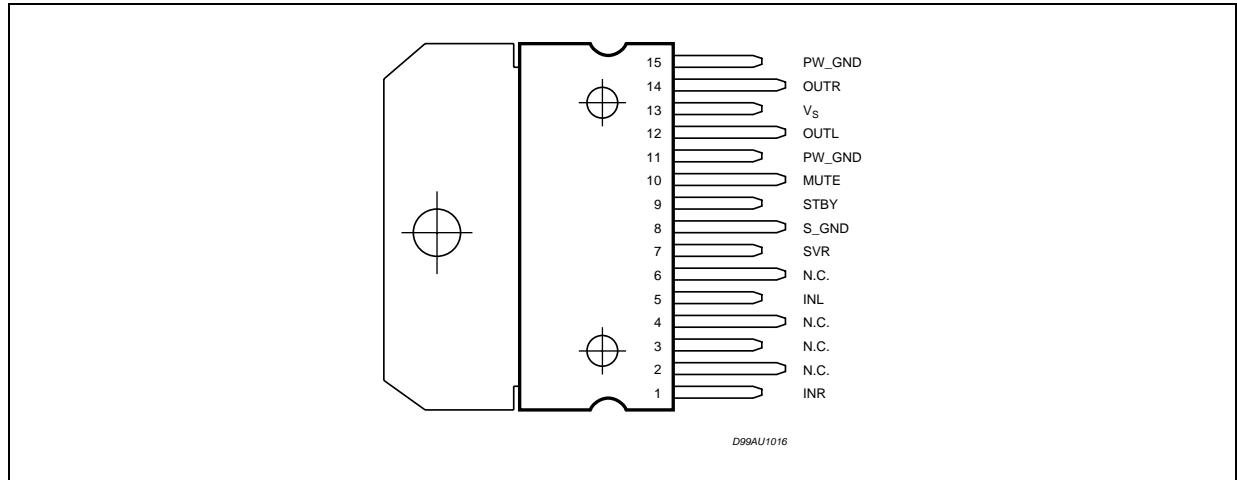 15 PW_GND
14 OUTR
13 VS
12 OUTL
11 PW_GND
10 MUTE
9 STBY
8 S_GND
7 SVR
6 N.C.
5 INL
4 N.C.
3 N.C.
2 N.C.
1 INR
D99AU1016